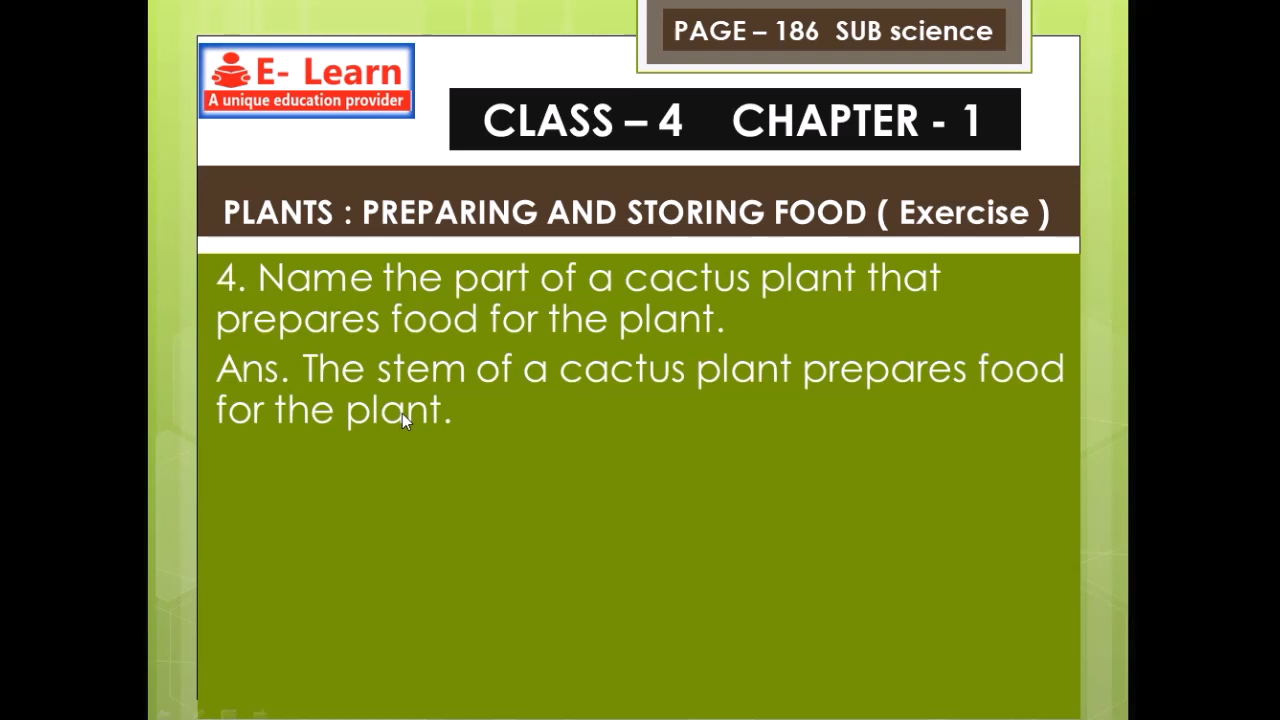 PAGE – 186 SUB science
E- Learn
A unique education provider
CLASS – 4 CHAPTER - 1
PLANTS : PREPARING AND STORING FOOD ( Exercise )
4. Name the part of a cactus plant that
prepares food for the plant.
Ans. The stem of a cactus plant prepares food
for the plant.